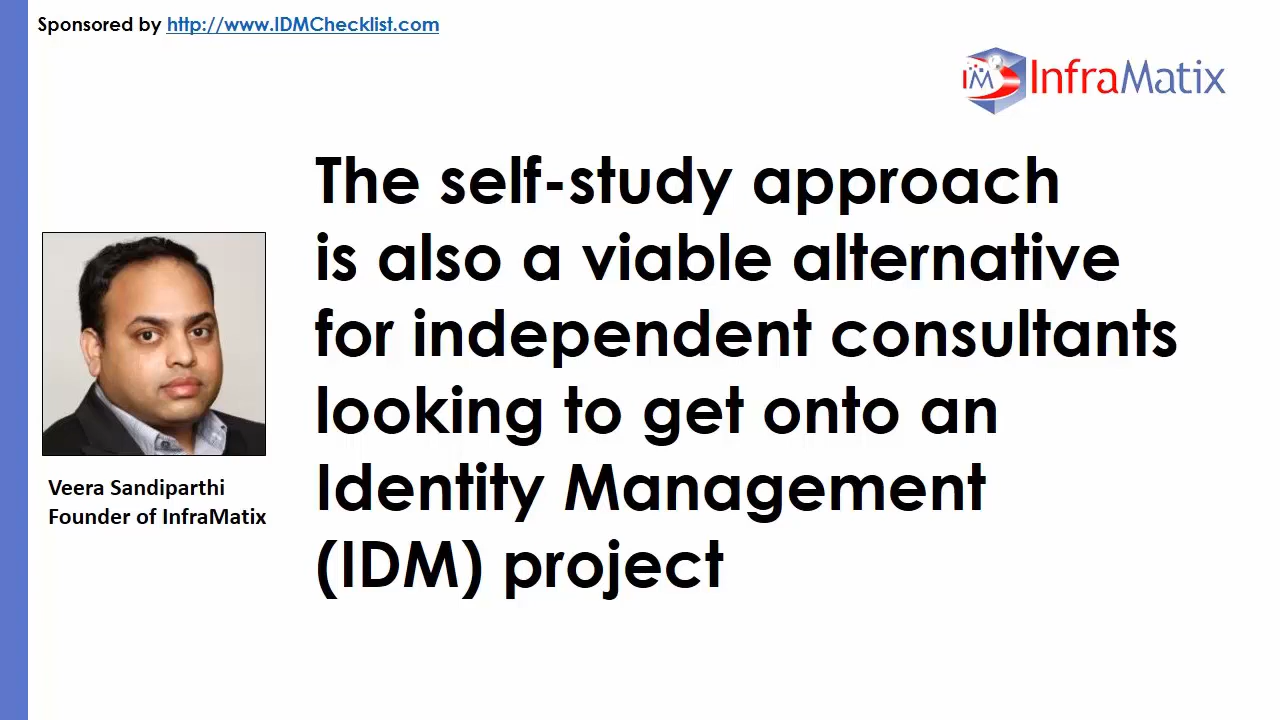 Sponsored by http://www.IDMChecklist.com
IM InfraMatix
The self-study approach
is also a viable alternative
for independent consultants
looking to get onto an
Identity Management
(IDM) project
Veera Sandiparthi
Founder of InfraMatix